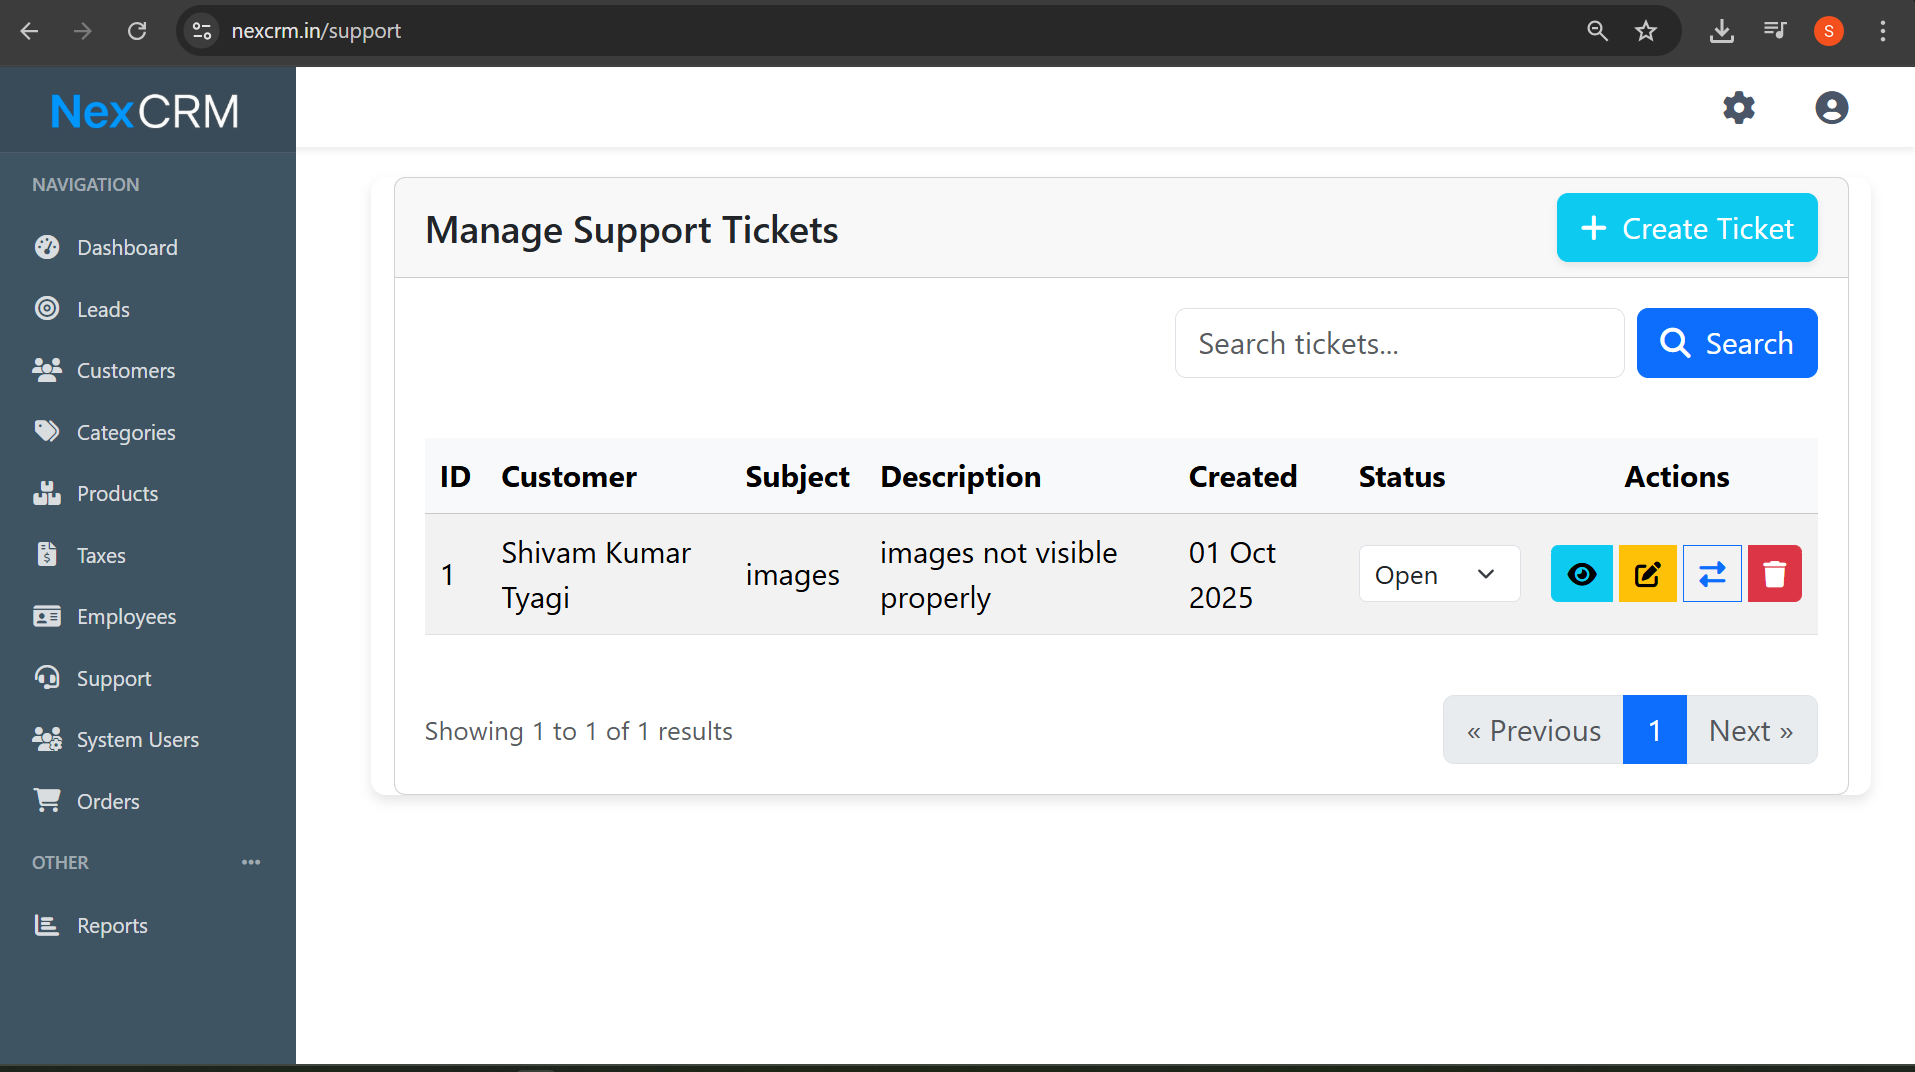 nexcrm.in/support
S
NexCRM
NAVIGATION
Dashboard
Leads
Customers
Categories
Products
Taxes
Employees
Support
System Users
Orders
OTHER
Reports
Manage Support Tickets
+ Create Ticket
Search tickets...
Search
ID Customer Subject Description Created Status Actions
1 Shivam Kumar Tyagi images images not visible properly 01 Oct 2025 Open
Showing 1 to 1 of 1 results
« Previous 1 Next »